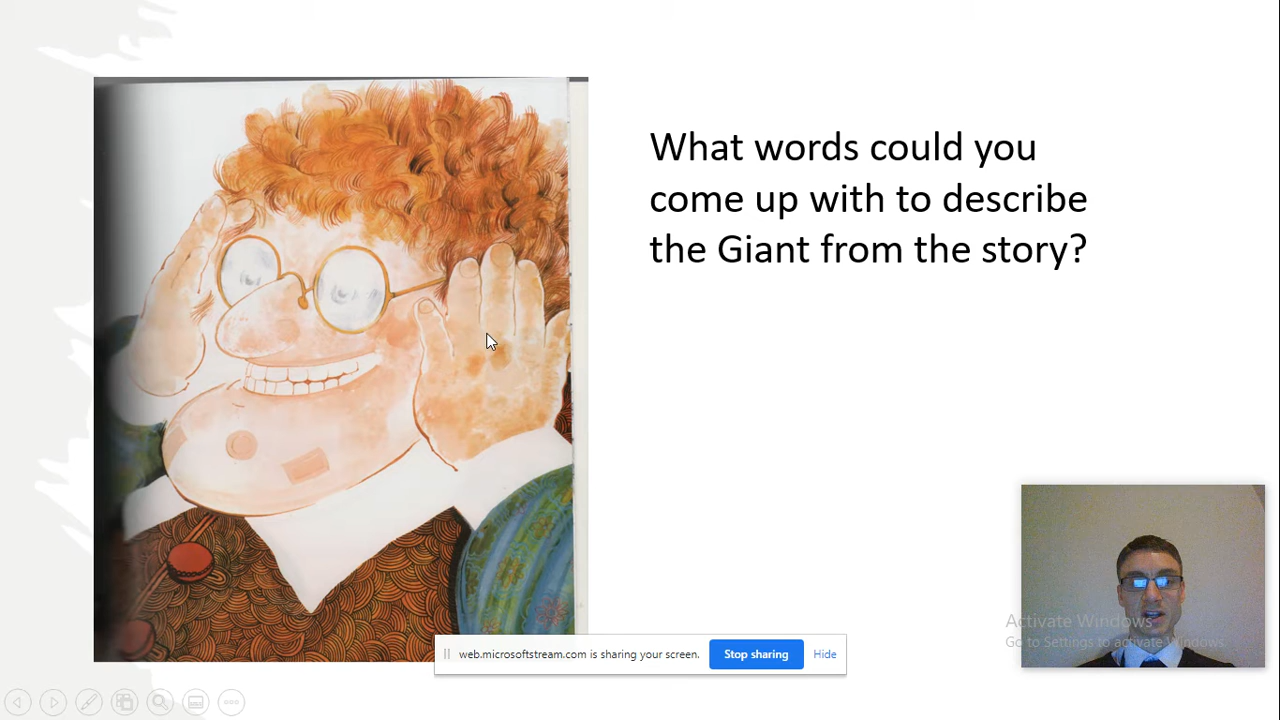 What words could you
come up with to describe
the Giant from the story?
Activate Windows
Go to Settings to activate Windows.
web.microsoftstream.com is sharing your screen.
Stop sharing
Hide